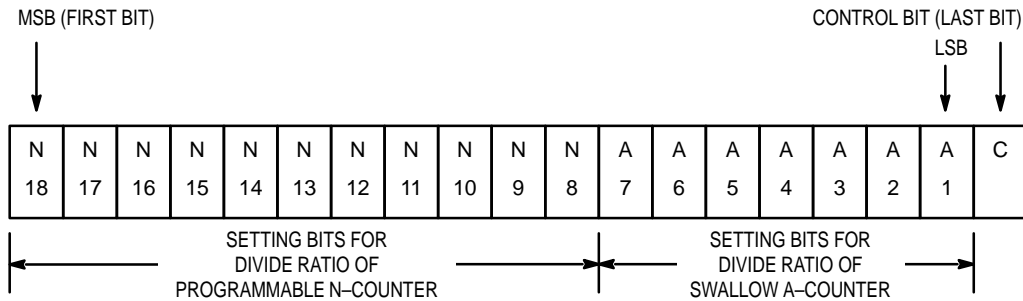 MSB (FIRST BIT)
CONTROL BIT (LAST BIT)
LSB
N N N N N N N N N N N A A A A A A A C
18 17 16 15 14 13 12 11 10 9 8 7 6 5 4 3 2 1
SETTING BITS FOR
DIVIDE RATIO OF
PROGRAMMABLE N–COUNTER
SETTING BITS FOR
DIVIDE RATIO OF
SWALLOW A–COUNTER